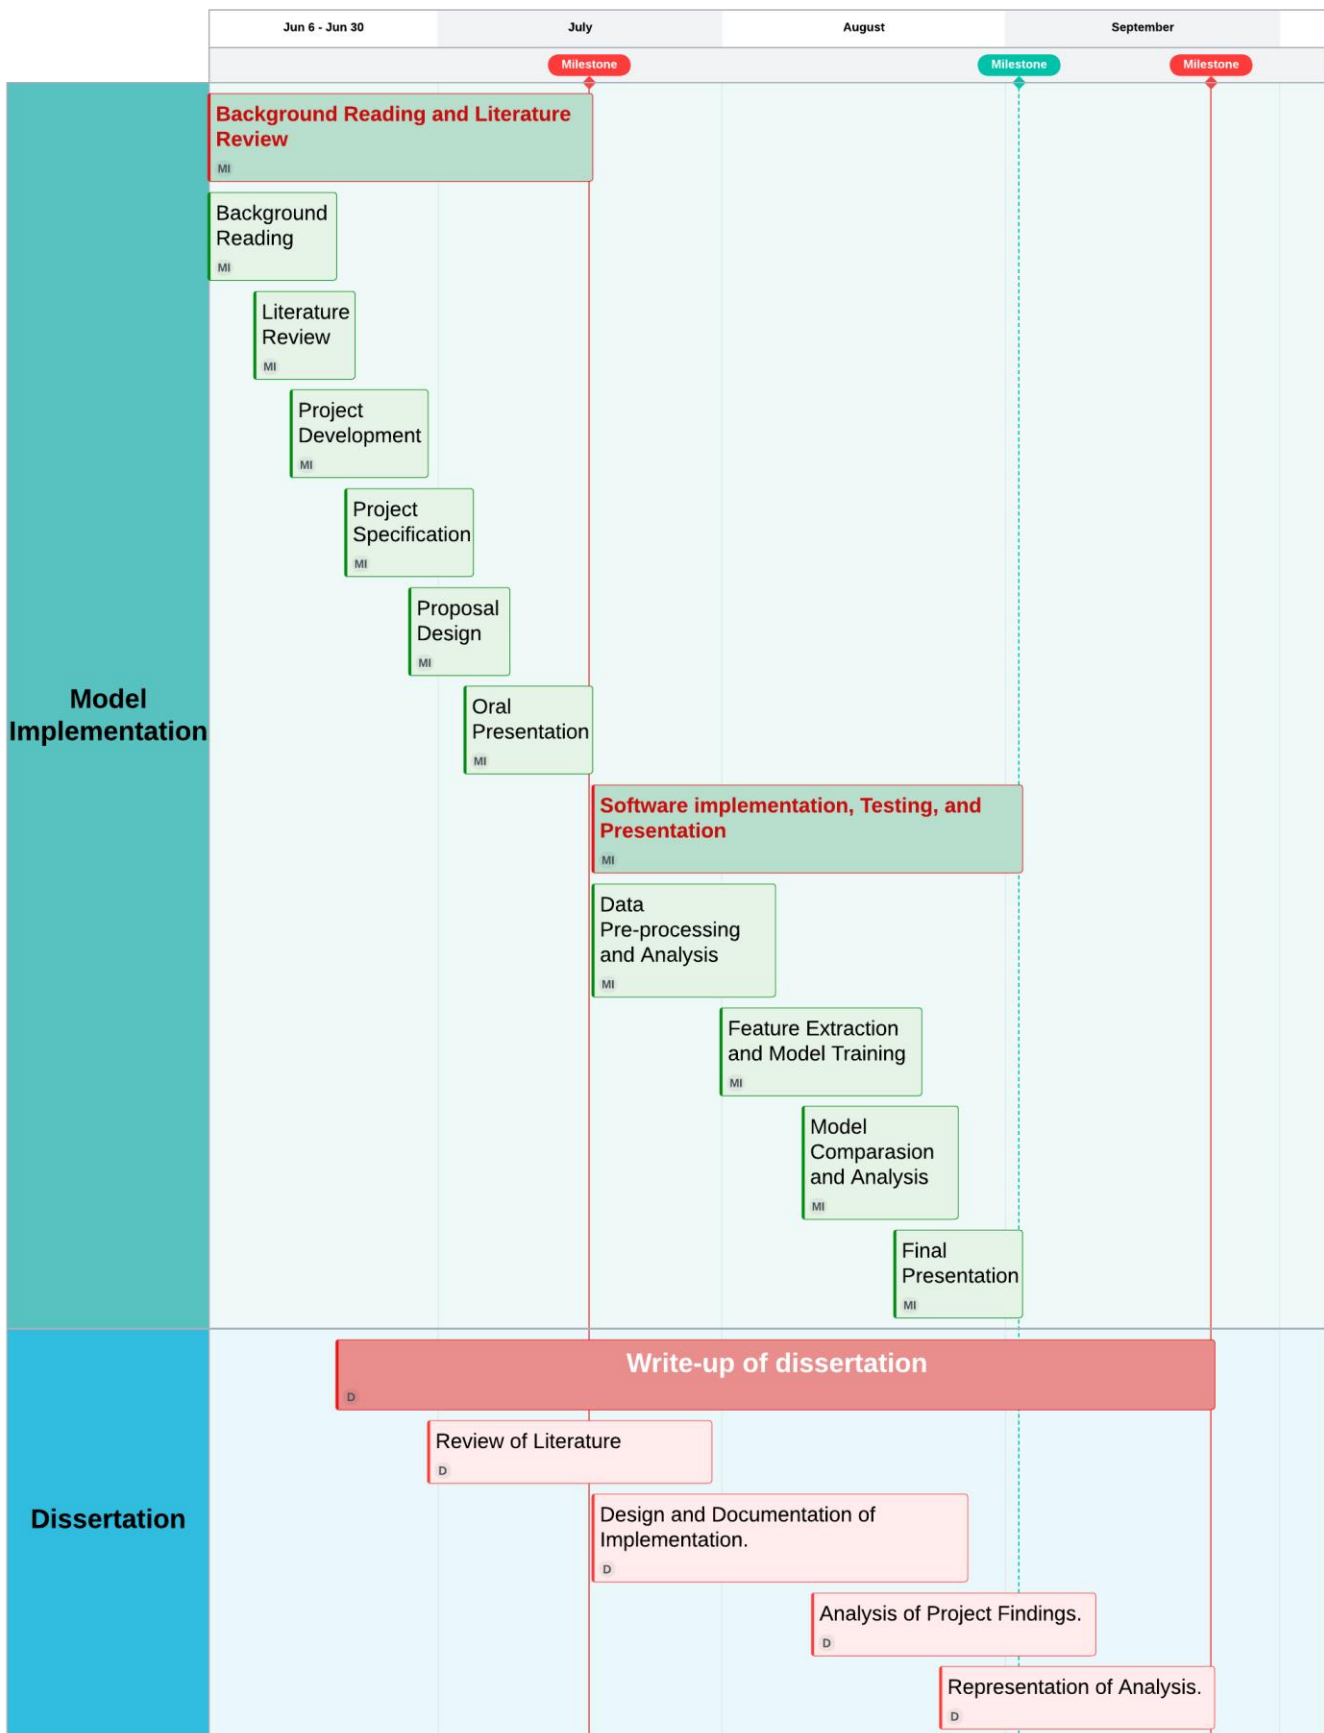 Jun 6 - Jun 30
July
August
September
Milestone
Milestone
Milestone
Model
Implementation
Background Reading and Literature
Review
MI
Background
Reading
MI
Literature
Review
MI
Project
Development
MI
Project
Specification
MI
Proposal
Design
MI
Oral
Presentation
MI
Software implementation, Testing, and
Presentation
MI
Data
Pre-processing
and Analysis
MI
Feature Extraction
and Model Training
MI
Model
Comparasion
and Analysis
MI
Final
Presentation
MI
Dissertation
Write-up of dissertation
D
Review of Literature
D
Design and Documentation of
Implementation.
D
Analysis of Project Findings.
D
Representation of Analysis.
D